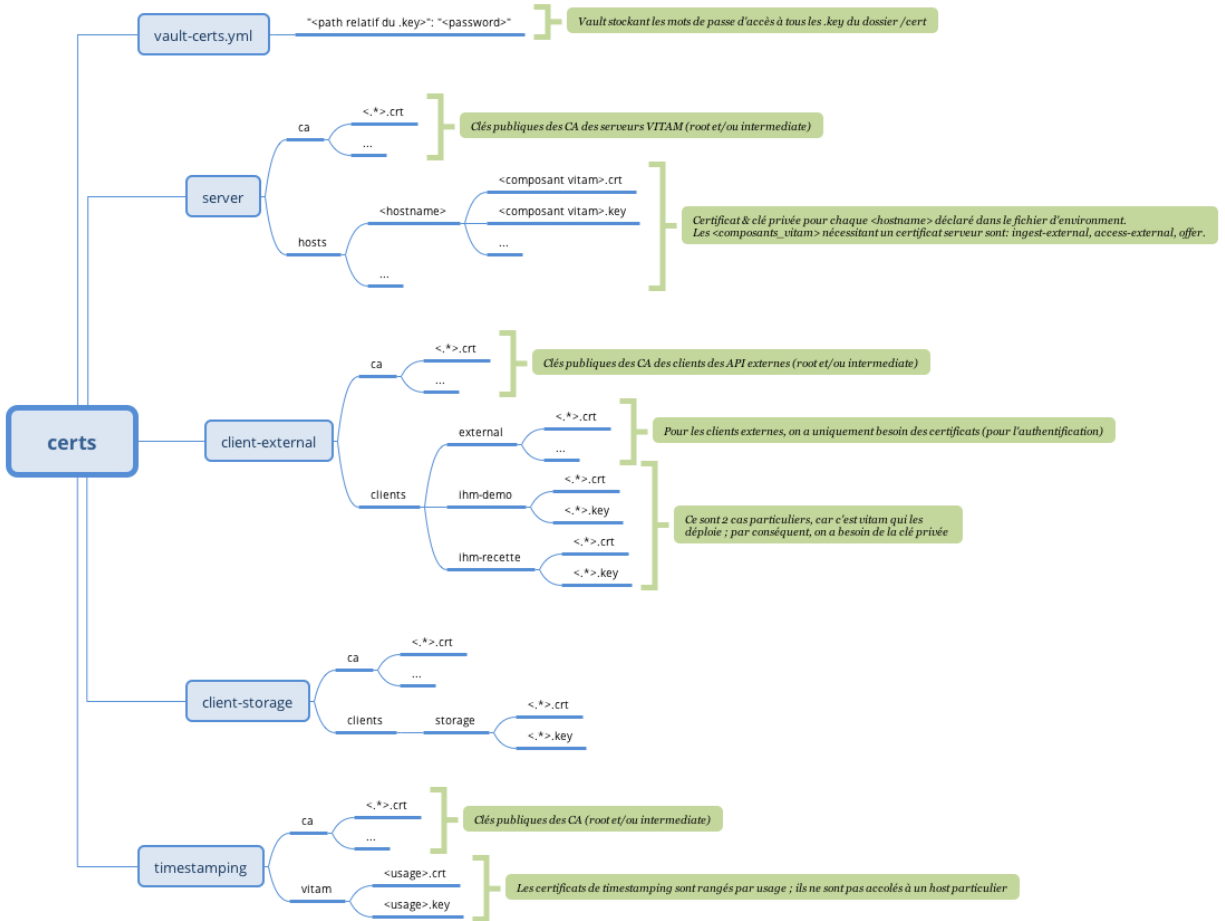 vault-certs.yml
"<path relatif du .key>": "<password>"
Vault stockant les mots de passe d'accès à tous les .key du dossier /cert
server
ca
<.*>.crt
...
Clés publiques des CA des serveurs VITAM (root et/ou intermediate)
hosts
<hostname>
<composant vitam>.crt
<composant vitam>.key
...
...
Certificat & clé privée pour chaque <hostname> déclaré dans le fichier d'environment.
Les <composants_vitam> nécessitant un certificat serveur sont: ingest-external, access-external, offer.
certs
client-external
ca
<.*>.crt
...
Clés publiques des CA des clients des API externes (root et/ou intermediate)
clients
external
<.*>.crt
...
Pour les clients externes, on a uniquement besoin des certificats (pour l'authentification)
ihm-demo
<.*>.crt
<.*>.key
ihm-recette
<.*>.crt
<.*>.key
Ce sont 2 cas particuliers, car c'est vitam qui les
déploie ; par conséquent, on a besoin de la clé privée
client-storage
ca
<.*>.crt
...
clients
storage
<.*>.crt
<.*>.key
timestamping
ca
<.*>.crt
...
Clés publiques des CA (root et/ou intermediate)
vitam
<usage>.crt
<usage>.key
Les certificats de timestamping sont rangés par usage ; ils ne sont pas accolés à un host particulier